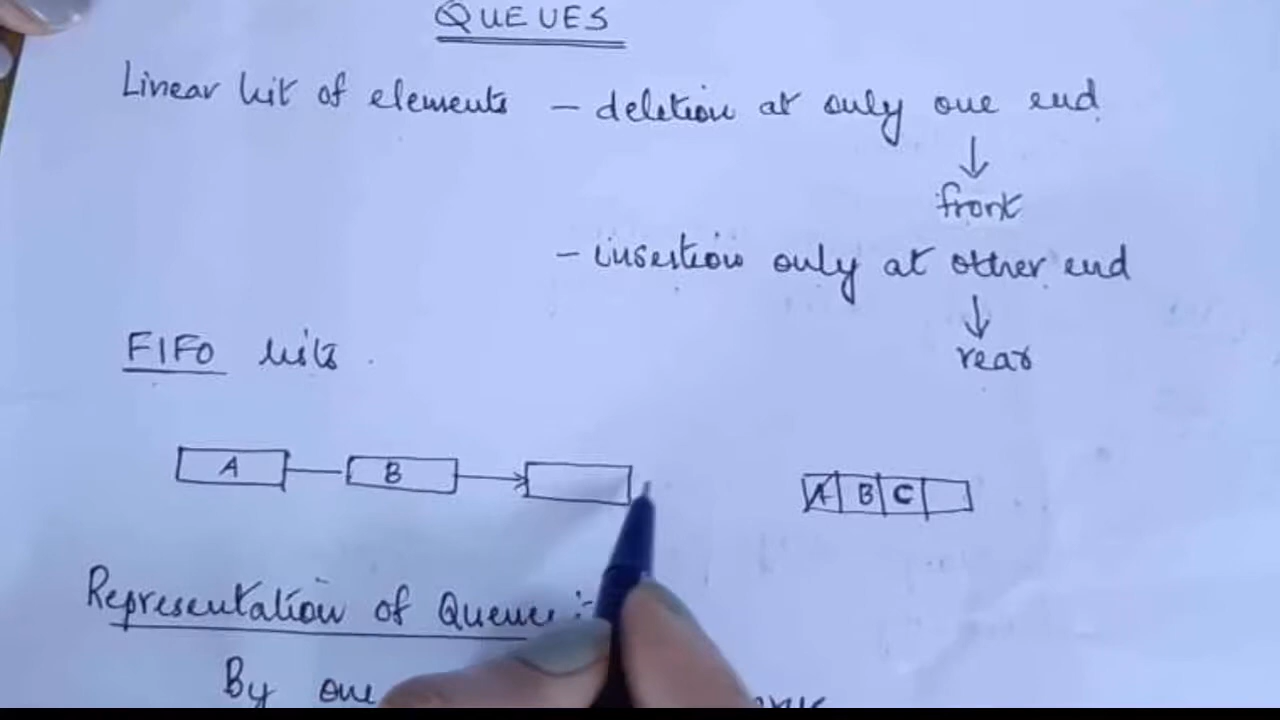 QUEUES
Linear list of elements – deletion at only one end
↓
front
– insertion only at other end
↓
rear
FIFO lists.
A B
A B C
Representation of Queue :-
By one